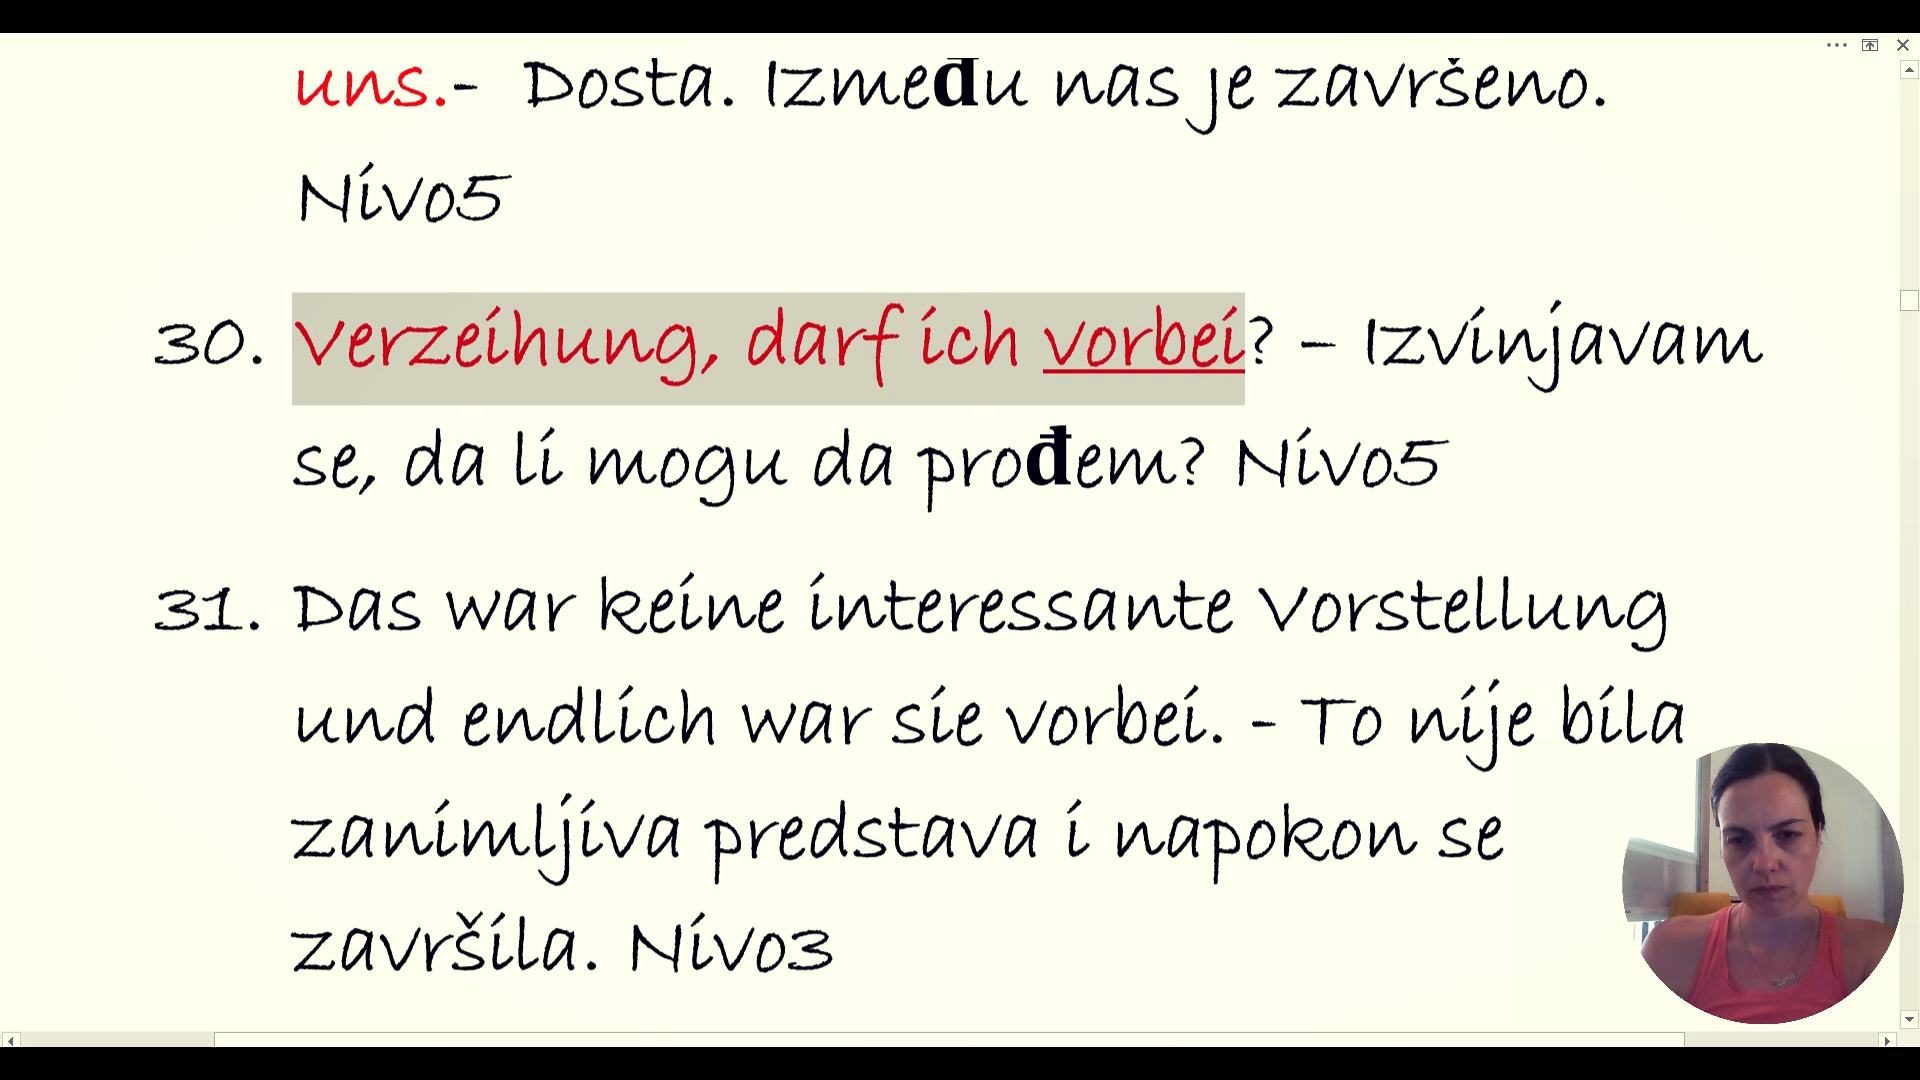 uns.- Dosta. Između nas je završeno.
Nivo5
30. Verzeihung, darf ich vorbei? – Izvinjavam
se, da li mogu da prođem? Nivo5
31. Das war keine interessante Vorstellung
und endlich war sie vorbei. - To nije bila
zanimljiva predstava i napokon se
završila. Nivo3